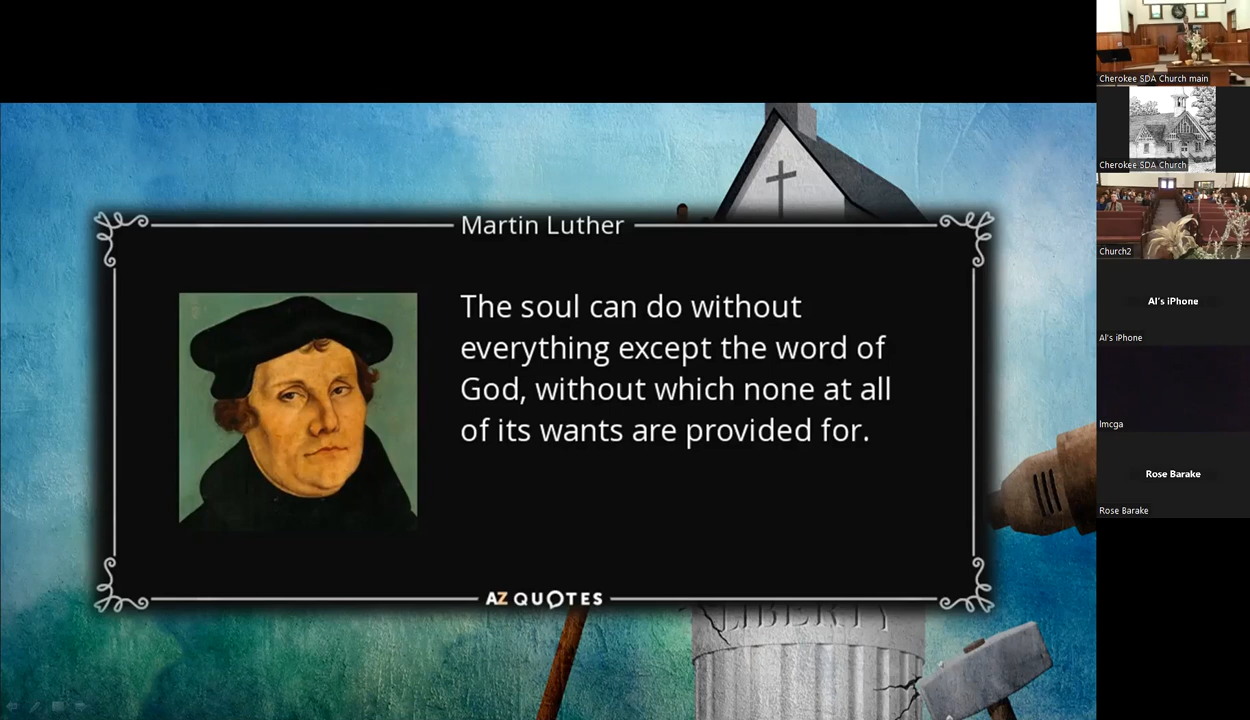 Martin Luther
The soul can do without
everything except the word of
God, without which none at all
of its wants are provided for.
AZ QUOTES
LIBERTY
Cherokee SDA Church main
Cherokee SDA Church
Church2
Al's iPhone
Al's iPhone
lmcga
Rose Barake
Rose Barake